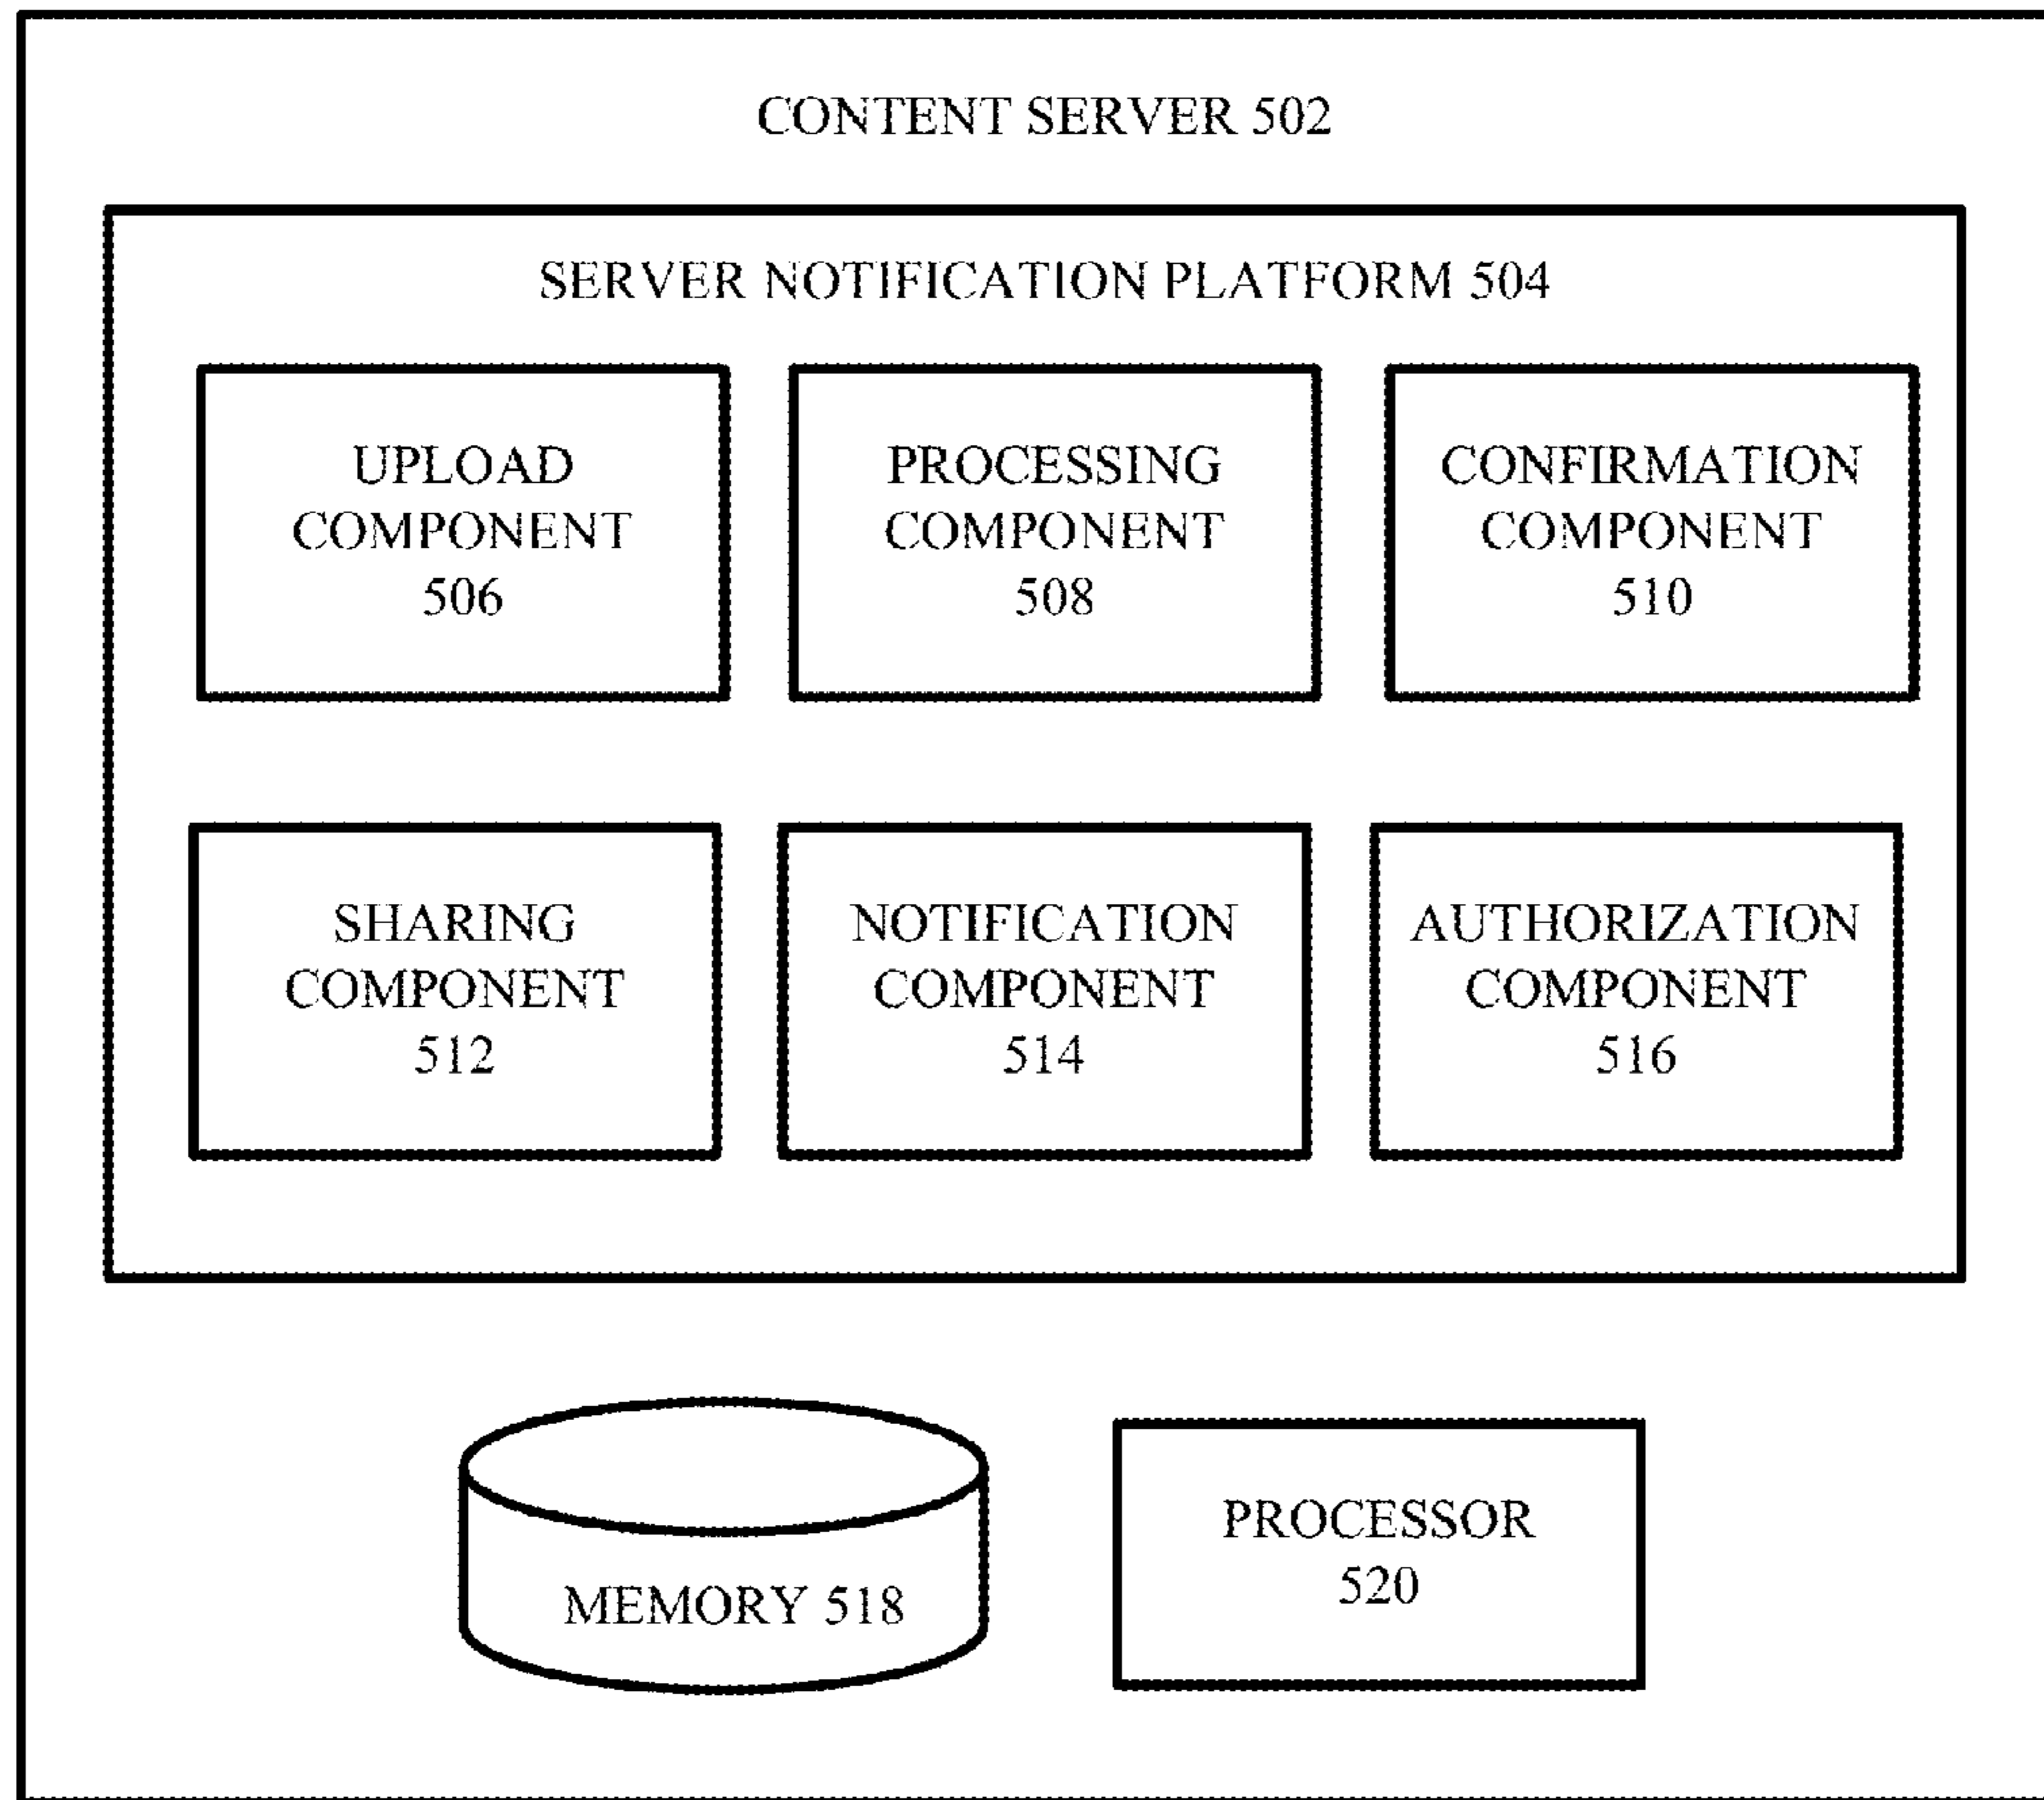 CONTENT SERVER 502
SERVER NOTIFICATION PLATFORM 504
UPLOAD
COMPONENT
506
PROCESSING
COMPONENT
508
CONFIRMATION
COMPONENT
510
SHARING
COMPONENT
512
NOTIFICATION
COMPONENT
514
AUTHORIZATION
COMPONENT
516
MEMORY 518
PROCESSOR
520